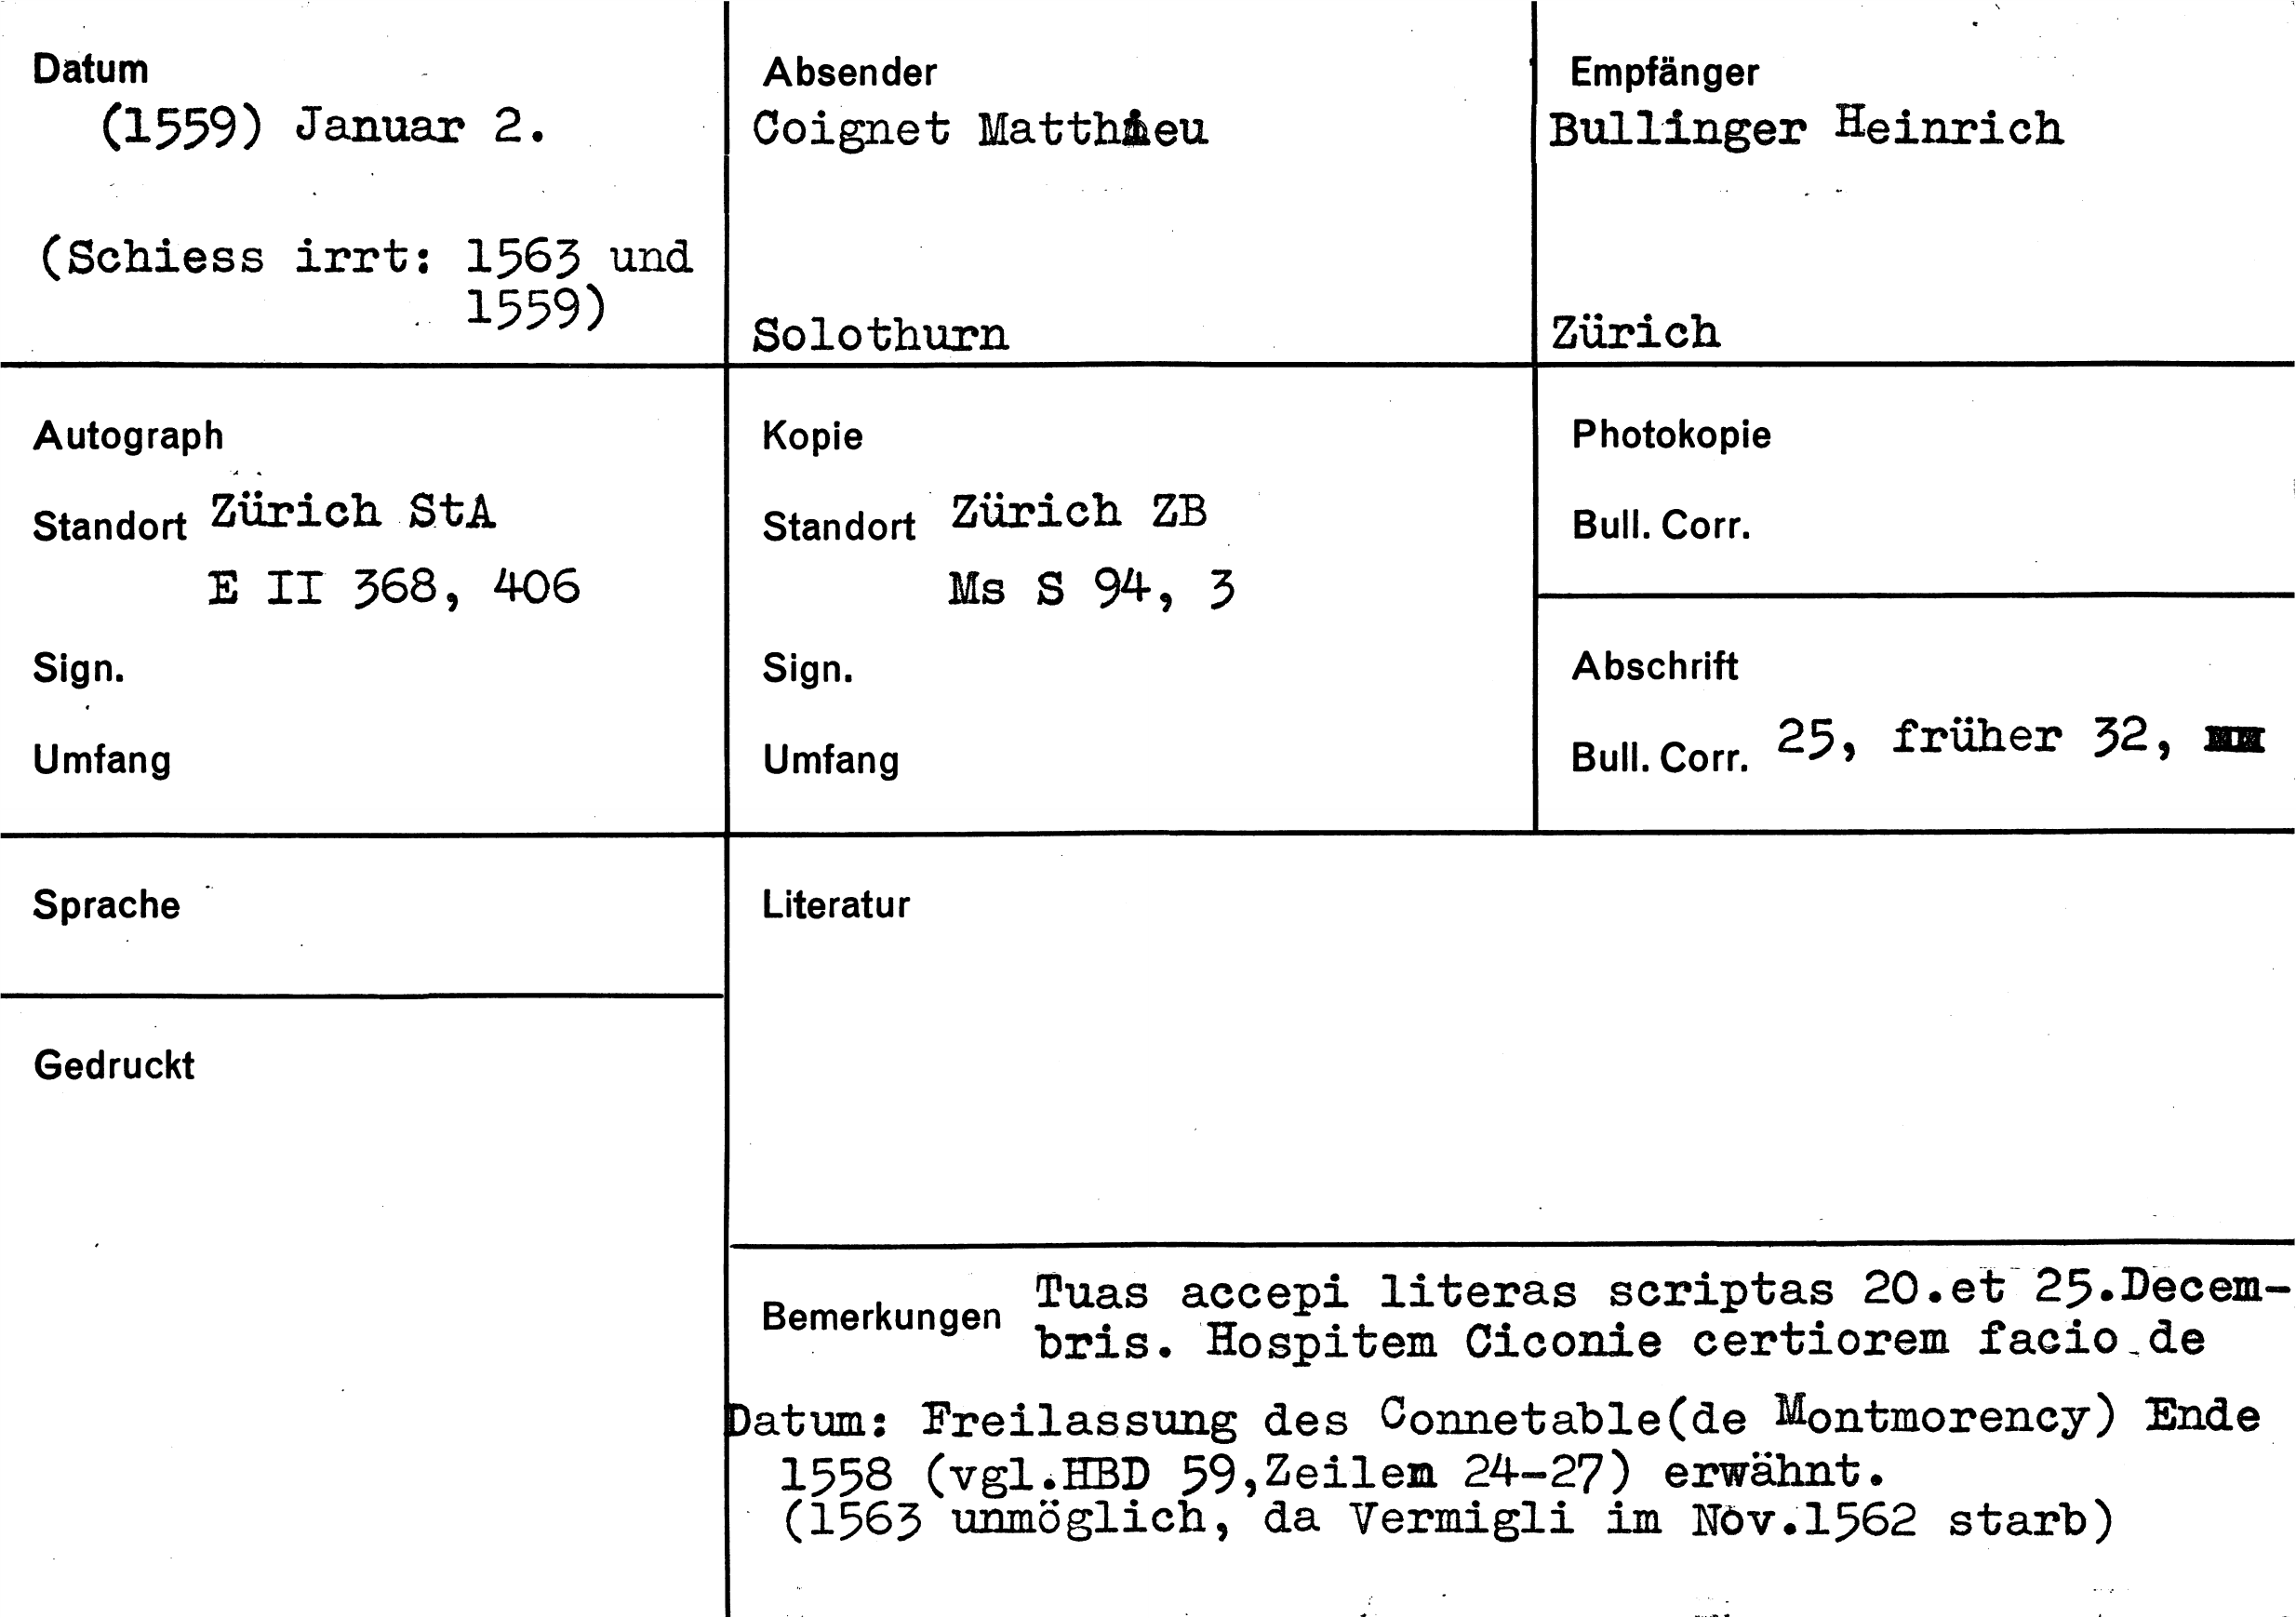 Datum
(1559) Januar 2.
(Schiess irrt: 1563 und
1559)
Absender
Coignet Matthieu
Solothurn
Empfänger
Bullinger Heinrich
Zürich
Autograph
Standort Zürich StA
E II 368, 406
Sign.
Umfang
Kopie
Standort Zürich ZB
Ms S 94, 3
Sign.
Umfang
Photokopie
Bull. Corr.
Abschrift
Bull. Corr. 25, früher 32,
Sprache
Gedruckt
Literatur
Bemerkungen Tuas accepi literas scriptas 20.et 25.Decem-
bris. Hospitem Ciconie certiorem facio de
Datum: Freilassung des Connetable(de Montmorency) Ende
1558 (vgl.HBD 59,Zeilen 24-27) erwähnt.
(1563 unmöglich, da Vermigli im Nov.1562 starb)